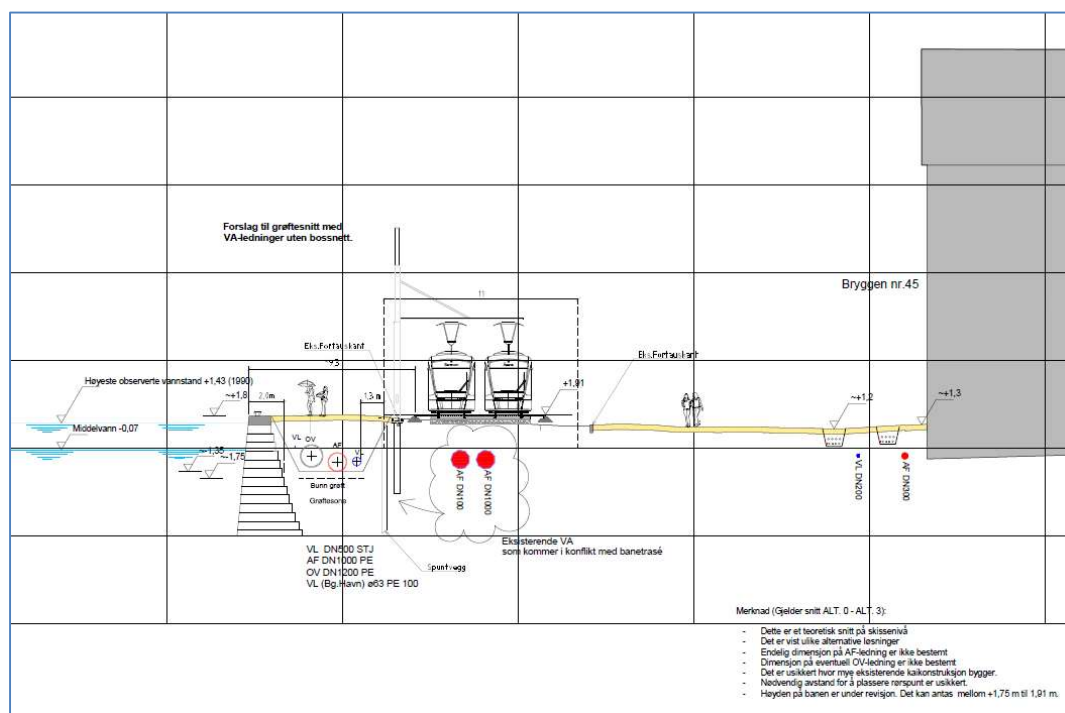 Forslag til grøftesnitt med
VA-ledninger uten bossnett.
11
Bryggen nr.45
Eks.Fortauskant
~9,3
Eks.Fortauskant
Høyeste observerte vannstand +1,43 (1990)
~+1,8
2,0m
1,3 m
+1,91
~+1,2
~+1,3
Middelvann -0,07
VL
OV
AF
VL
~-1,35
~-1,75
Bunn grøft
Grøftesone
AF DN100
AF DN1000
VL DN200
AF DN300
Eksisterende VA
som kommer i konflikt med banetrasé
Spuntvegg
VL DN500 STJ
AF DN1000 PE
OV DN1200 PE
VL (Bg.Havn) ø63 PE 100
Merknad (Gjelder snitt ALT. 0 - ALT. 3):
- Dette er et teoretisk snitt på skissenivå
- Det er vist ulike alternative løsninger
- Endelig dimensjon på AF-ledning er ikke bestemt
- Dimensjon på eventuell OV-ledning er ikke bestemt
- Det er usikkert hvor mye eksisterende kaikonstruksjon bygger.
- Nødvendig avstand for å plassere rørspunt er usikkert.
- Høyden på banen er under revisjon. Det kan antas mellom +1,75 m til 1,91 m.